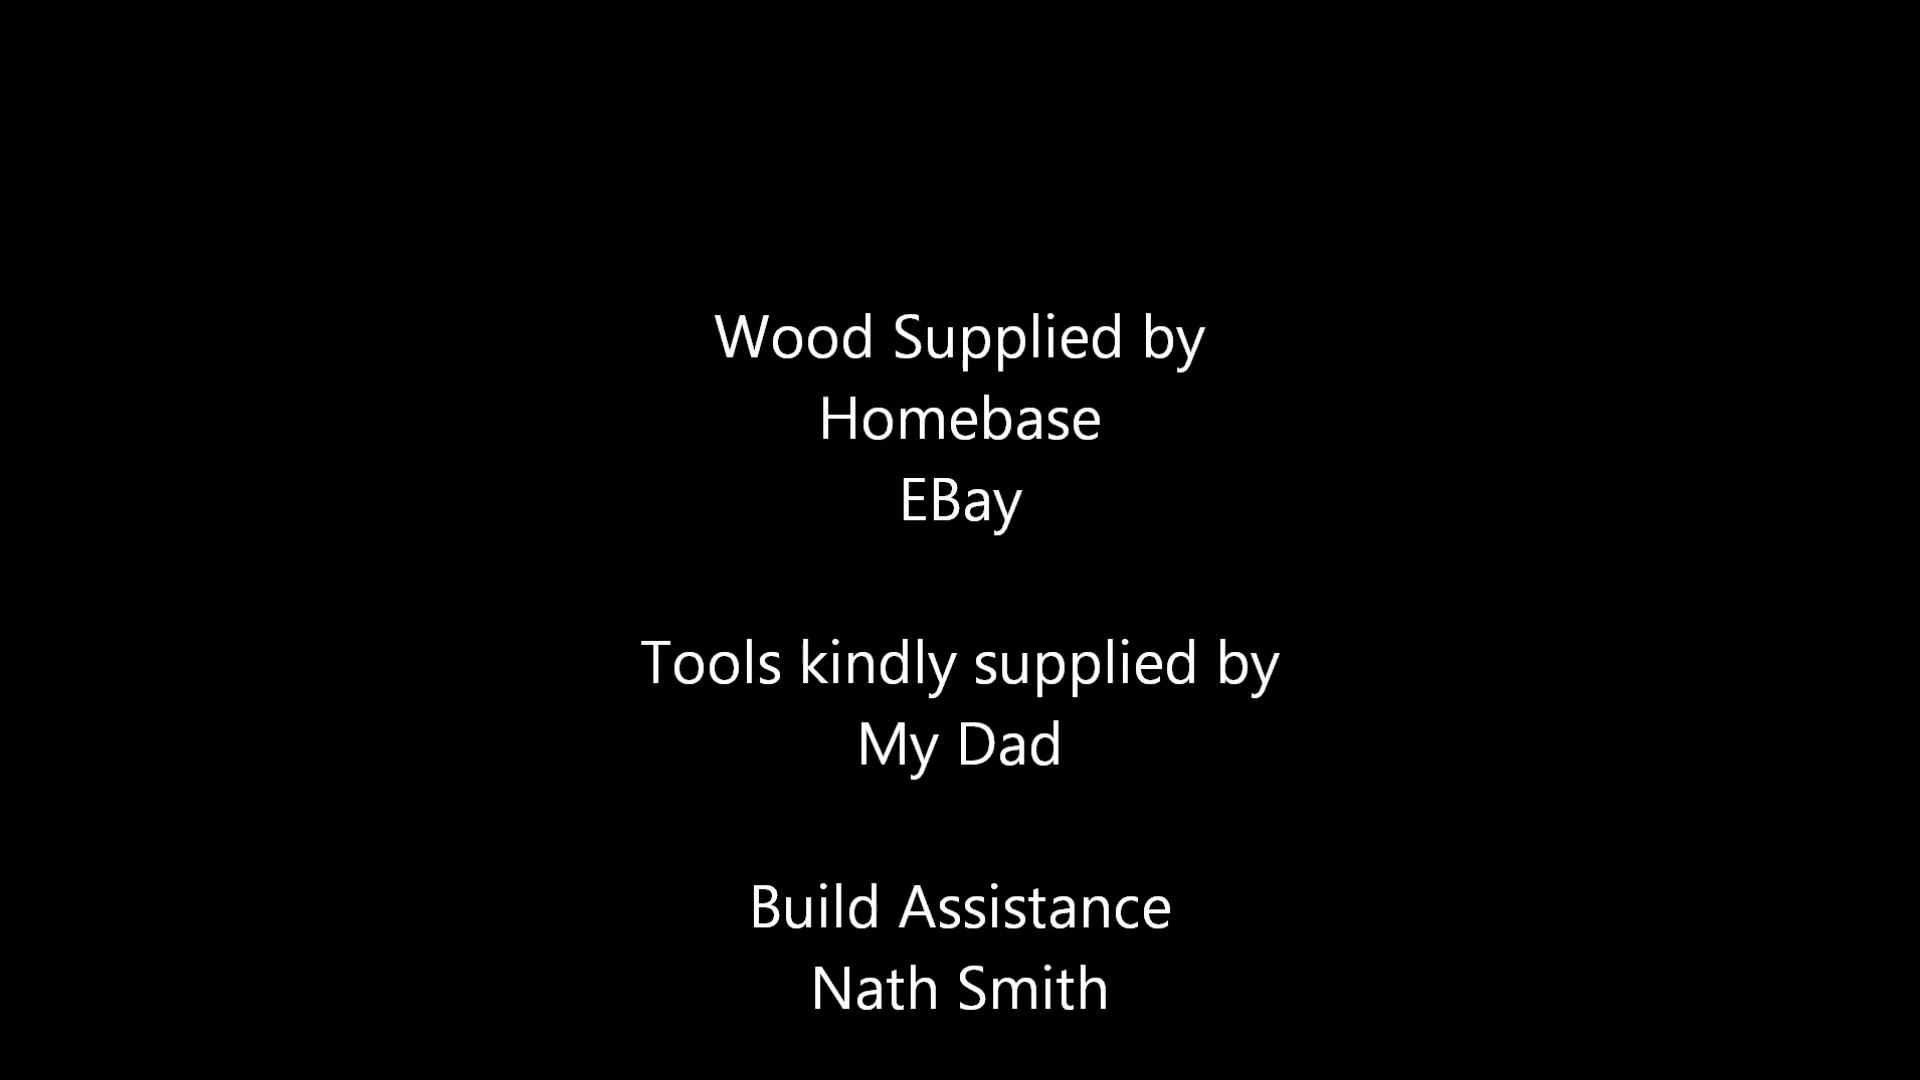 Wood Supplied by
Homebase
EBay
Tools kindly supplied by
My Dad
Build Assistance
Nath Smith